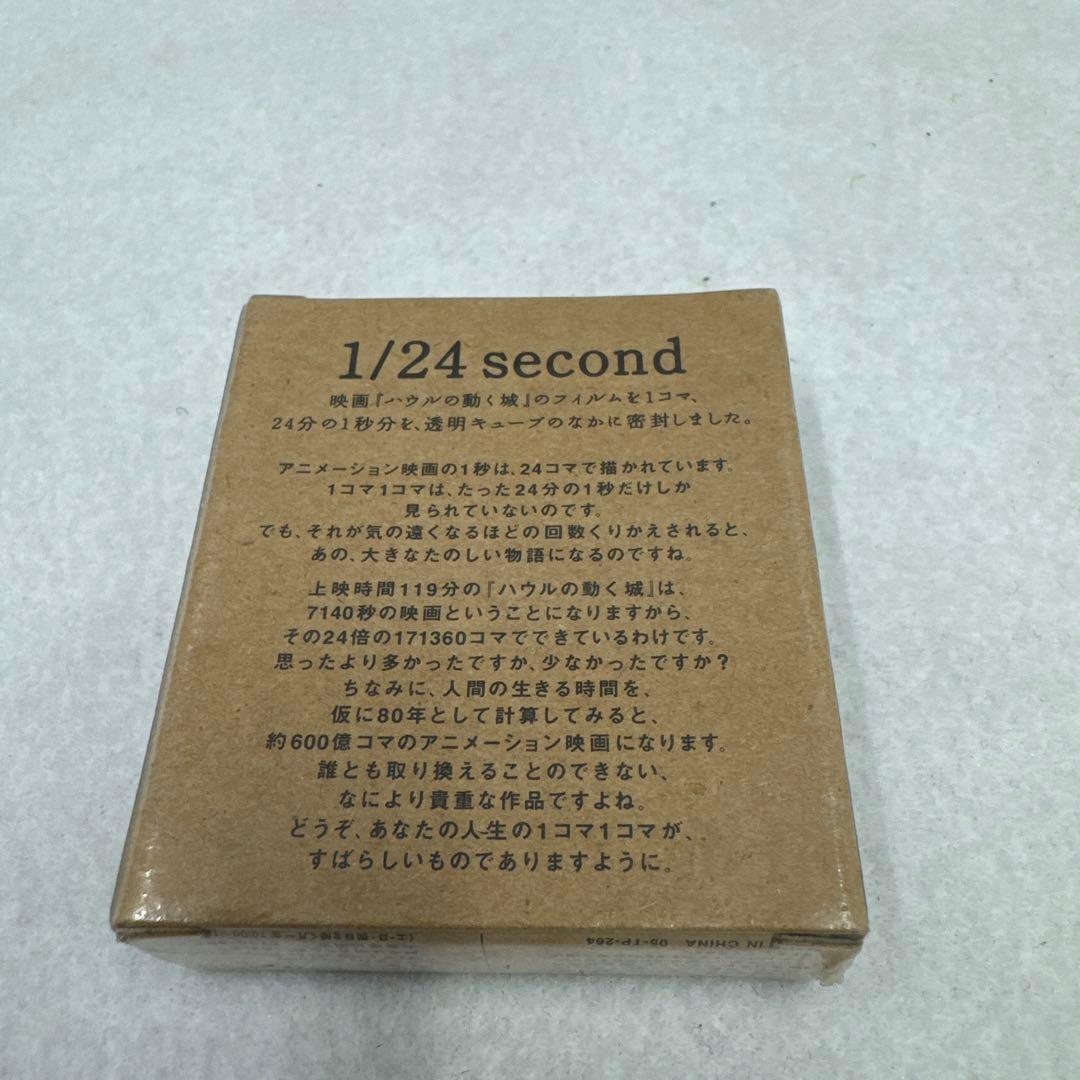 1/24 second
映画『ハウルの動く城』のフィルムを1コマ、
24分の1秒分を、透明キューブのなかに密封しました。
アニメーション映画の1秒は、24コマで描かれています。
1コマ1コマは、たった24分の1秒だけしか
見られていないのです。
でも、それが気の遠くなるほどの回数くりかえされると、
あの、大きなたのしい物語になるのですね。
上映時間119分の『ハウルの動く城』は、
7140秒の映画ということになりますから、
その24倍の171360コマでできているわけです。
思ったより多かったですか、少なかったですか?
ちなみに、人間の生きる時間を、
仮に80年として計算してみると、
約600億コマのアニメーション映画になります。
誰とも取り換えることのできない、
なにより貴重な作品ですよね。
どうぞ、あなたの人生の1コマ1コマが、
すばらしいものでありますように。
IN CHINA 05-TP-264